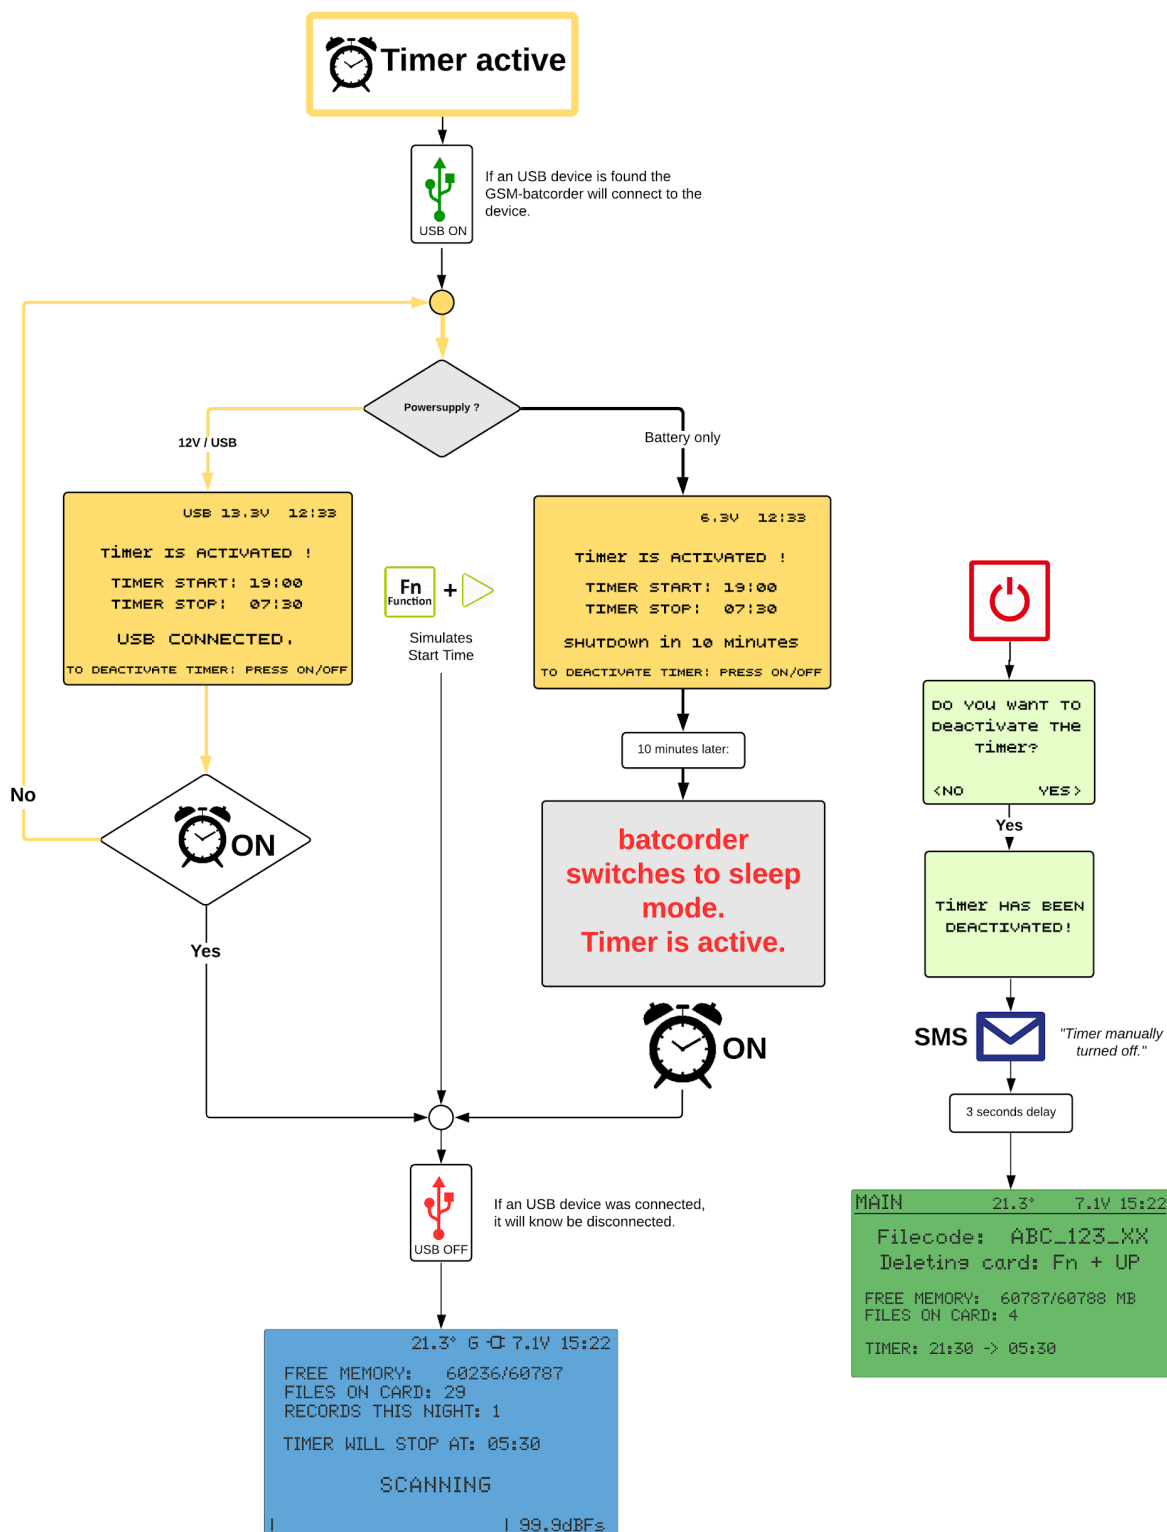 Timer active
If an USB device is found the
GSM-batcorder will connect to the
device.
USB ON
Powersupply ?
12V / USB
Battery only
USB 13.3V 12:33
Timer IS ACTIVATED !
TIMER START: 19:00
TIMER STOP: 07:30
USB CONNECTED.
TO DEACTIVATE TIMER: PRESS ON/OFF
6.3V 12:33
Timer IS ACTIVATED !
TIMER START: 19:00
TIMER STOP: 07:30
SHUTDOWN in 10 Minutes
TO DEACTIVATE TIMER: PRESS ON/OFF
Fn
Function
+
Simulates
Start Time
10 minutes later:
No
ON
Yes
batcorder
switches to sleep
mode.
Timer is active.
ON
DO YOU WANT TO
DEACTIVATE THE
Timer?
<NO YES>
Yes
Timer HAS BEEN
DEACTIVATED!
SMS
"Timer manually
turned off."
3 seconds delay
USB OFF
If an USB device was connected,
it will know be disconnected.
MAIN 21.3° 7.1V 15:22
Filecode: ABC_123_XX
Deleting card: Fn + UP
FREE MEMORY: 60787/60788 MB
FILES ON CARD: 4
TIMER: 21:30 -> 05:30
21.3° G 7.1V 15:22
FREE MEMORY: 60236/60787
FILES ON CARD: 29
RECORDS THIS NIGHT: 1
TIMER WILL STOP AT: 05:30
SCANNING
| | 99.9dBFs